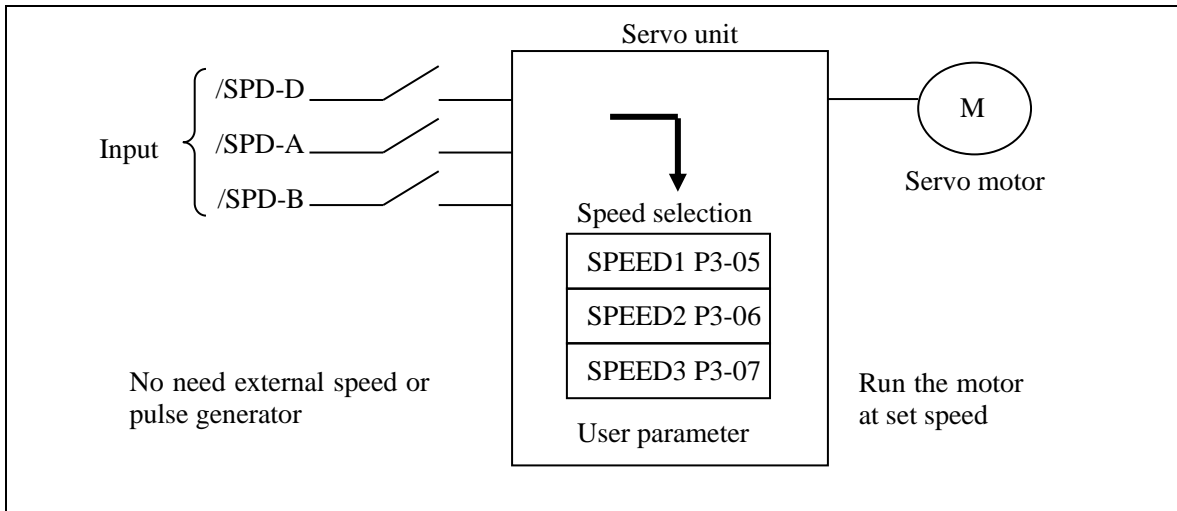 Servo unit
/SPD-D
/SPD-A
/SPD-B
Input
M
Servo motor
Speed selection
SPEED1 P3-05
SPEED2 P3-06
SPEED3 P3-07
User parameter
No need external speed or
pulse generator
Run the motor
at set speed